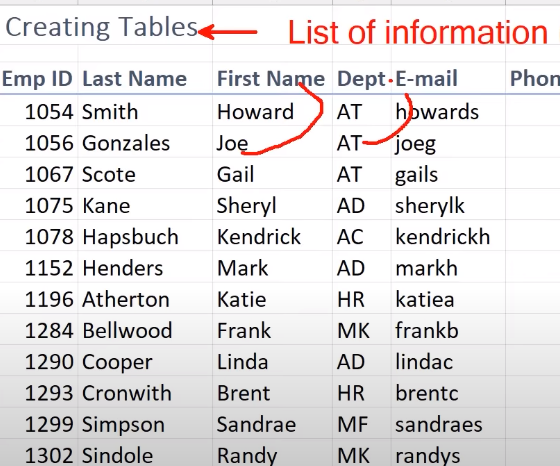 Creating Tables List of information
Emp ID Last Name First Name Dept E-mail Phon
1054 Smith Howard AT howards
1056 Gonzales Joe AT joeg
1067 Scote Gail AT gails
1075 Kane Sheryl AD sherylk
1078 Hapsbuch Kendrick AC kendrickh
1152 Henders Mark AD markh
1196 Atherton Katie HR katiea
1284 Bellwood Frank MK frankb
1290 Cooper Linda AD lindac
1293 Cronwith Brent HR brentc
1299 Simpson Sandrae MF sandraes
1302 Sindole Randy MK randys